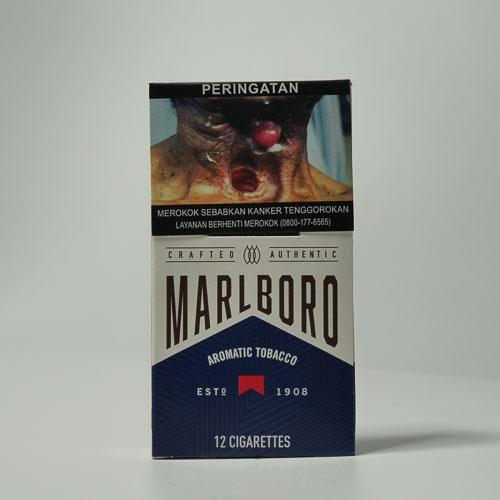 PERINGATAN
MEROKOK SEBABKAN KANKER TENGGOROKAN
LAYANAN BERHENTI MEROKOK (0800-177-6565)
CRAFTED AUTHENTIC
MARLBORO
AROMATIC TOBACCO
ESTD 1908
12 CIGARETTES